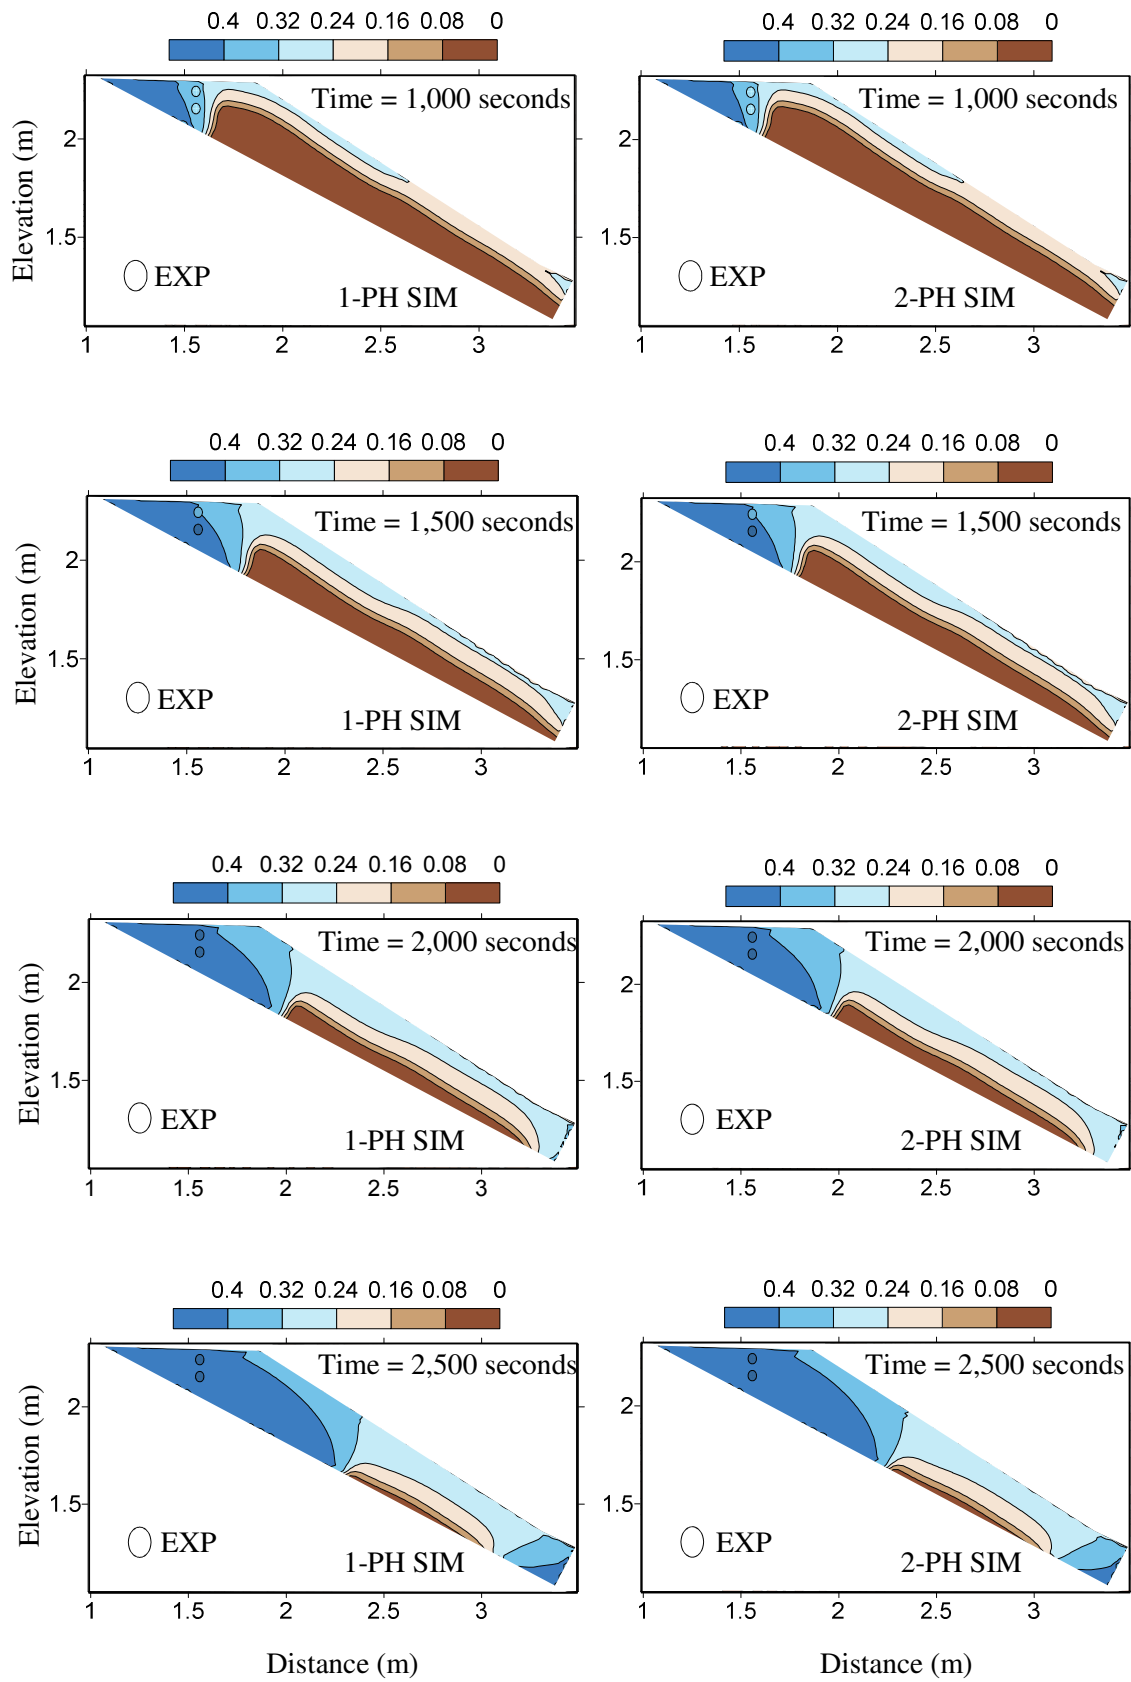 0.4 0.32 0.24 0.16 0.08 0
0.4 0.32 0.24 0.16 0.08 0
Elevation (m)
2
1.5
Time = 1,000 seconds
EXP
1-PH SIM
1 1.5 2 2.5 3
2
1.5
Time = 1,000 seconds
EXP
2-PH SIM
1 1.5 2 2.5 3
0.4 0.32 0.24 0.16 0.08 0
0.4 0.32 0.24 0.16 0.08 0
Elevation (m)
2
1.5
Time = 1,500 seconds
EXP
1-PH SIM
1 1.5 2 2.5 3
2
1.5
Time = 1,500 seconds
EXP
2-PH SIM
1 1.5 2 2.5 3
0.4 0.32 0.24 0.16 0.08 0
0.4 0.32 0.24 0.16 0.08 0
Elevation (m)
2
1.5
Time = 2,000 seconds
EXP
1-PH SIM
1 1.5 2 2.5 3
2
1.5
Time = 2,000 seconds
EXP
2-PH SIM
1 1.5 2 2.5 3
0.4 0.32 0.24 0.16 0.08 0
0.4 0.32 0.24 0.16 0.08 0
Elevation (m)
2
1.5
Time = 2,500 seconds
EXP
1-PH SIM
1 1.5 2 2.5 3
Distance (m)
2
1.5
Time = 2,500 seconds
EXP
2-PH SIM
1 1.5 2 2.5 3
Distance (m)